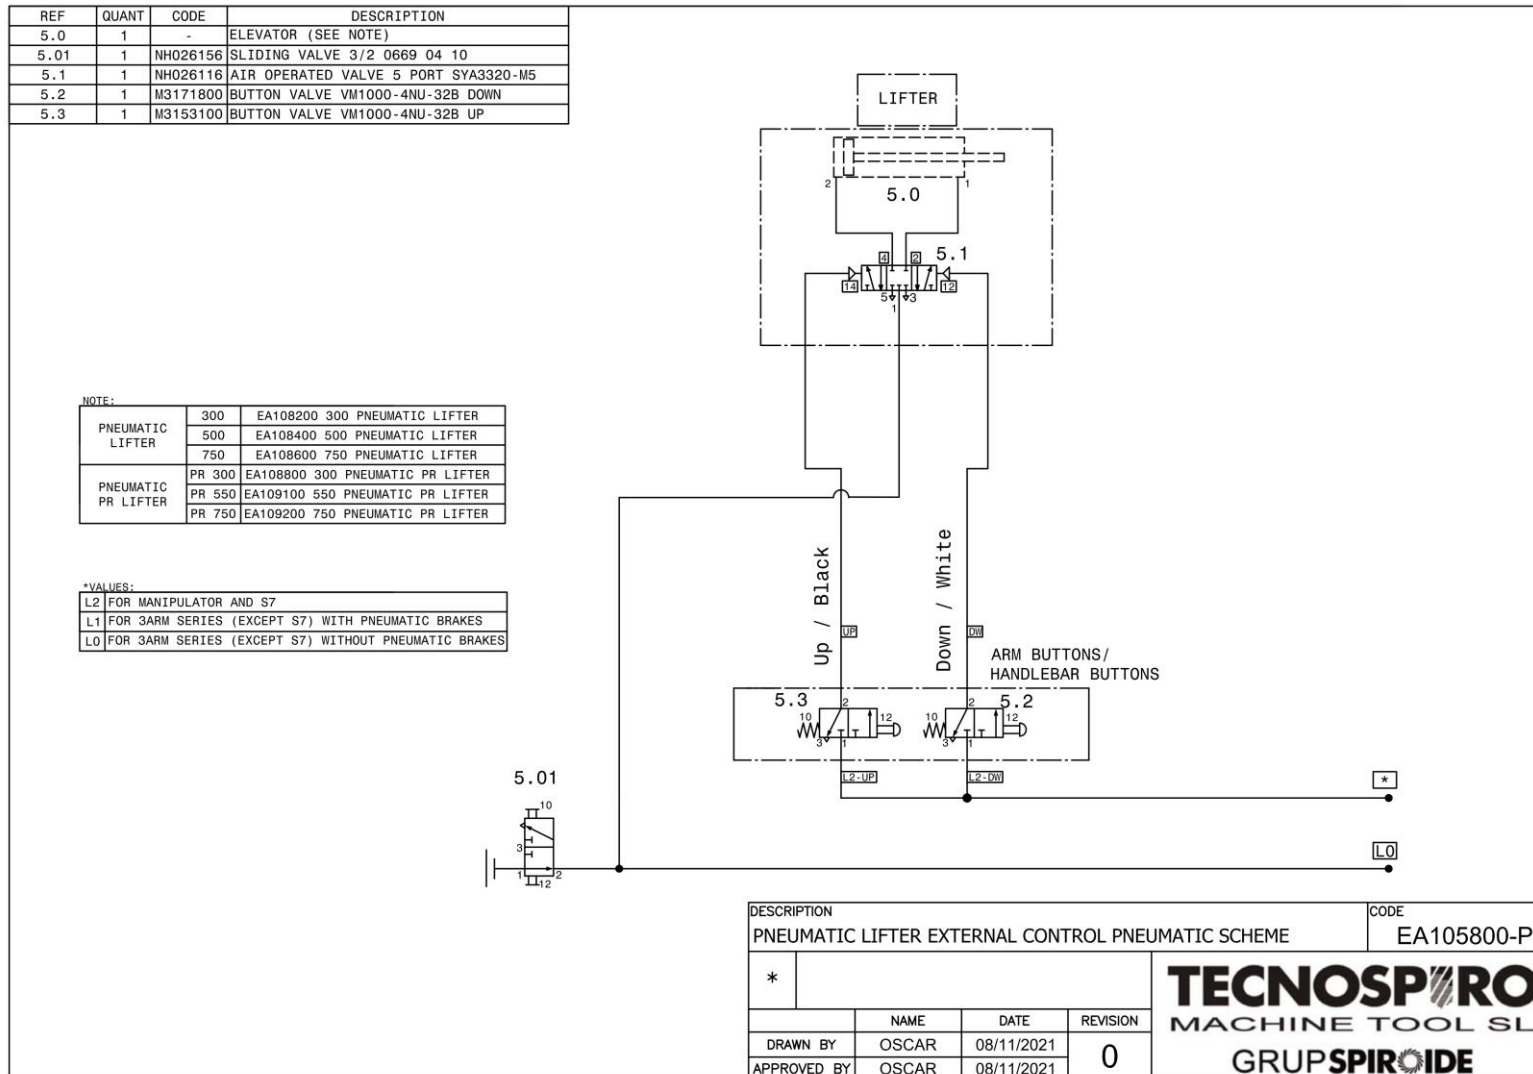 REF QUANT CODE DESCRIPTION
5.0 1 - ELEVATOR (SEE NOTE)
5.01 1 NH026156 SLIDING VALVE 3/2 0669 04 10
5.1 1 NH026116 AIR OPERATED VALVE 5 PORT SYA3320-M5
5.2 1 M3171800 BUTTON VALVE VM1000-4NU-32B DOWN
5.3 1 M3153100 BUTTON VALVE VM1000-4NU-32B UP
LIFTER
2 1
5.0
4 2 5.1
14 12
5 3
1
NOTE:
PNEUMATIC LIFTER
300 EA108200 300 PNEUMATIC LIFTER
500 EA108400 500 PNEUMATIC LIFTER
750 EA108600 750 PNEUMATIC LIFTER
PNEUMATIC PR LIFTER
PR 300 EA108800 300 PNEUMATIC PR LIFTER
PR 550 EA109100 550 PNEUMATIC PR LIFTER
PR 750 EA109200 750 PNEUMATIC PR LIFTER
*VALUES:
L2 FOR MANIPULATOR AND S7
L1 FOR 3ARM SERIES (EXCEPT S7) WITH PNEUMATIC BRAKES
L0 FOR 3ARM SERIES (EXCEPT S7) WITHOUT PNEUMATIC BRAKES
Up / Black
Down / White
UP DW
ARM BUTTONS/
HANDLEBAR BUTTONS
5.3 2 2 5.2
10 12 10 12
3 1 3 1
L2-UP L2-DW
*
5.01
10
3
1 2
12
L0
DESCRIPTION CODE
PNEUMATIC LIFTER EXTERNAL CONTROL PNEUMATIC SCHEME EA105800-P
*
NAME DATE REVISION
DRAWN BY OSCAR 08/11/2021 0
APPROVED BY OSCAR 08/11/2021
TECNOSPIRO
MACHINE TOOL SL
GRUPSPIROIDE